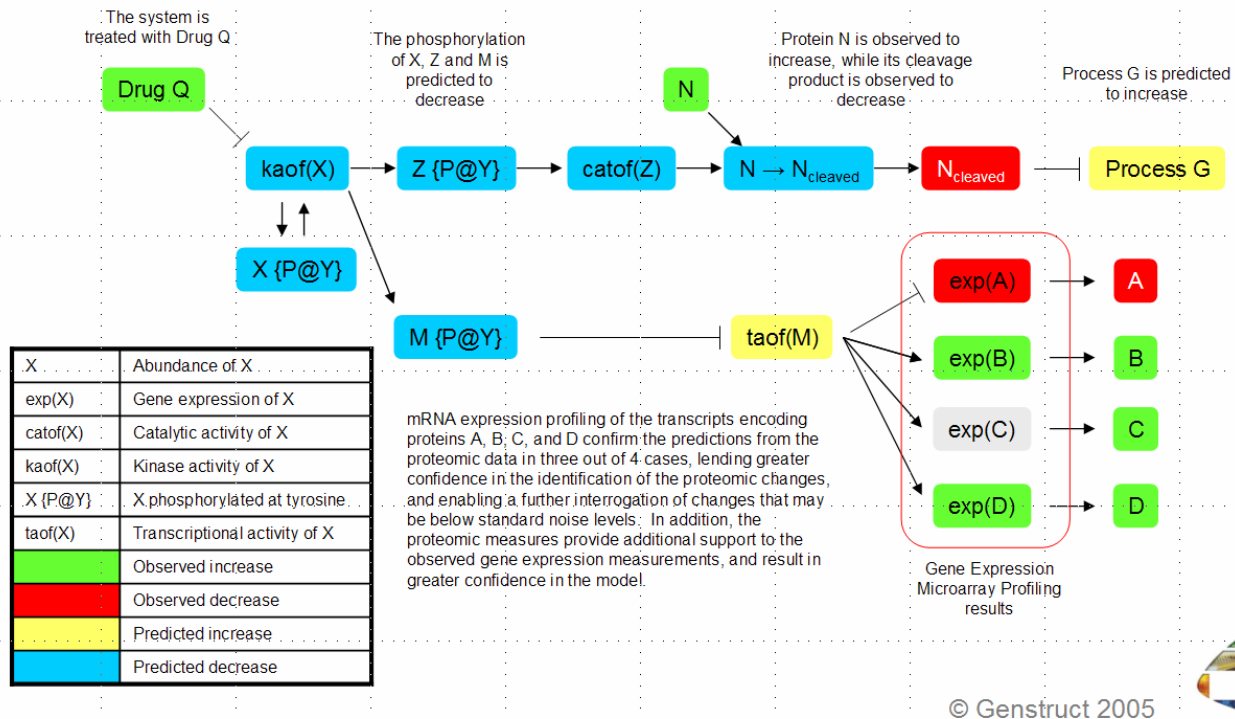 The system is
treated with Drug Q
The phosphorylation
of X, Z and M is
predicted to
decrease
Protein N is observed to
increase, while its cleavage
product is observed to
decrease
Process G is predicted
to increase
Drug Q
N
kaof(X)
Z {P@Y}
catof(Z)
N → Ncleaved
Ncleaved
Process G
X {P@Y}
M {P@Y}
taof(M)
exp(A)
A
exp(B)
B
exp(C)
C
exp(D)
D
Gene Expression
Microarray Profiling
results
mRNA expression profiling of the transcripts encoding
proteins A, B, C, and D confirm the predictions from the
proteomic data in three out of 4 cases, lending greater
confidence in the identification of the proteomic changes,
and enabling a further interrogation of changes that may
be below standard noise levels. In addition, the
proteomic measures provide additional support to the
observed gene expression measurements, and result in
greater confidence in the model.
X Abundance of X
exp(X) Gene expression of X
catof(X) Catalytic activity of X
kaof(X) Kinase activity of X
X {P@Y} X phosphorylated at tyrosine
taof(X) Transcriptional activity of X
Observed increase
Observed decrease
Predicted increase
Predicted decrease
© Genstruct 2005